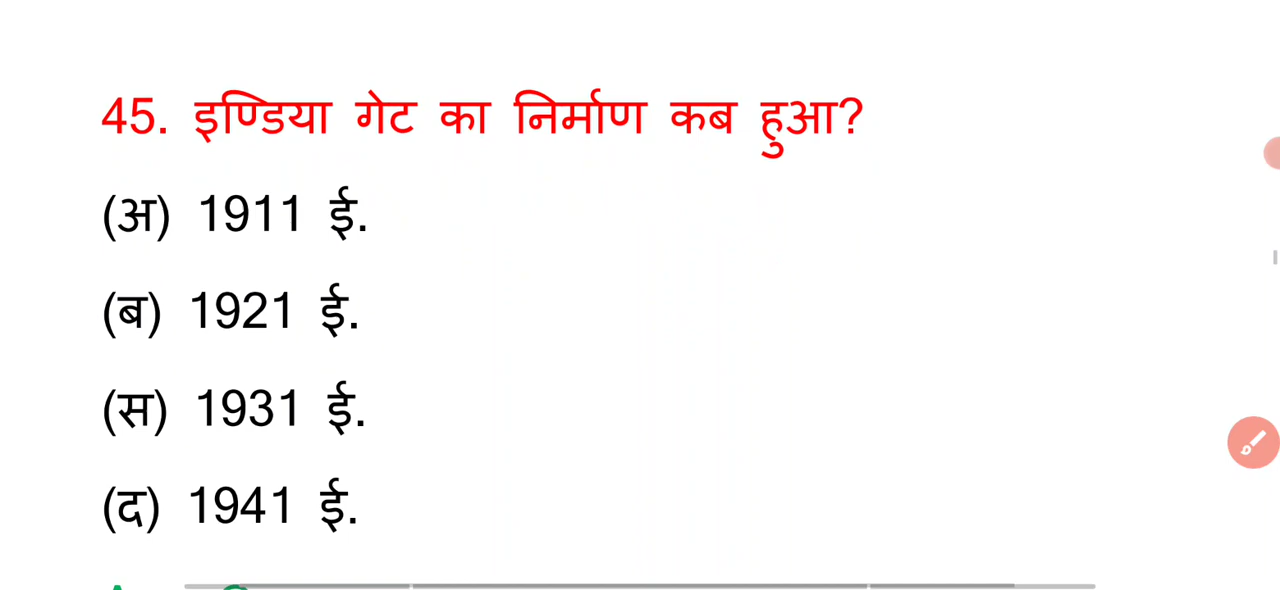 45. इण्डिया गेट का निर्माण कब हुआ?
(अ) 1911 ई.
(ब) 1921 ई.
(स) 1931 ई.
(द) 1941 ई.